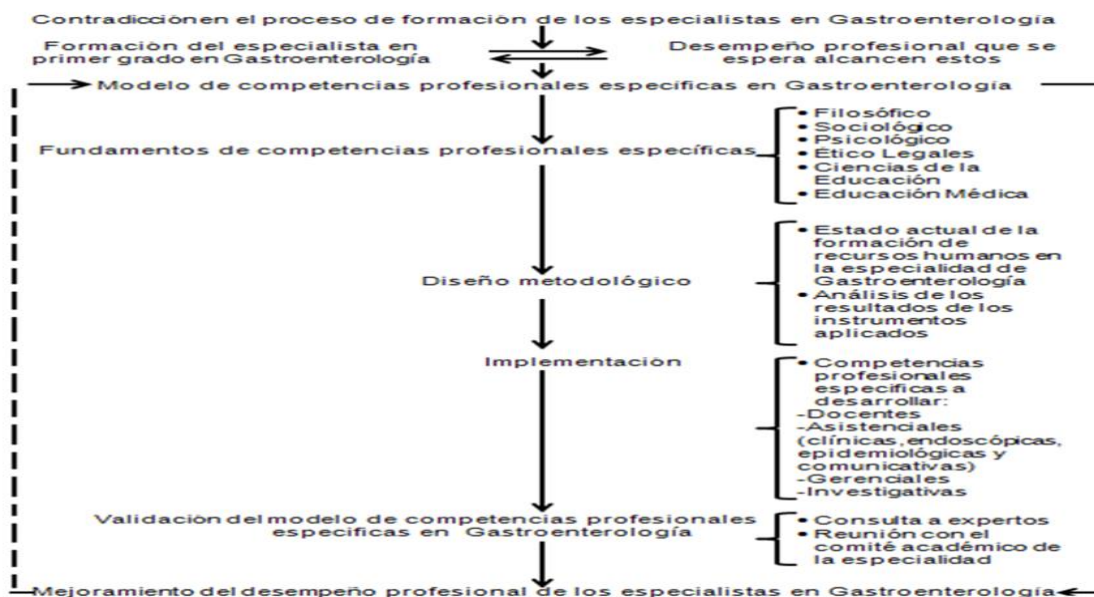 Contradicción en el proceso de formación de los especialistas en Gastroenterología
Formación del especialista en
primer grado en Gastroenterología
Desempeño profesional que se
espera alcancen estos
Modelo de competencias profesionales específicas en Gastroenterología
Fundamentos de competencias profesionales específicas
• Filosófico
• Sociológico
• Psicológico
• Ético Legales
• Ciencias de la
Educación
• Educación Médica
Diseño metodológico
• Estado actual de la
formación de
recursos humanos en
la especialidad de
Gastroenterología
• Análisis de los
resultados de los
instrumentos
aplicados
Implementación
• Competencias
profesionales
específicas a
desarrollar:
-Docentes
-Asistenciales
(clínicas, endoscópicas,
epidemiológicas y
comunicativas)
-Gerenciales
-Investigativas
Validación del modelo de competencias profesionales
especificas en Gastroenterología
• Consulta a expertos
• Reunión con el
comité académico de
la especialidad
Mejoramiento del desempeño profesional de los especialistas en Gastroenterología